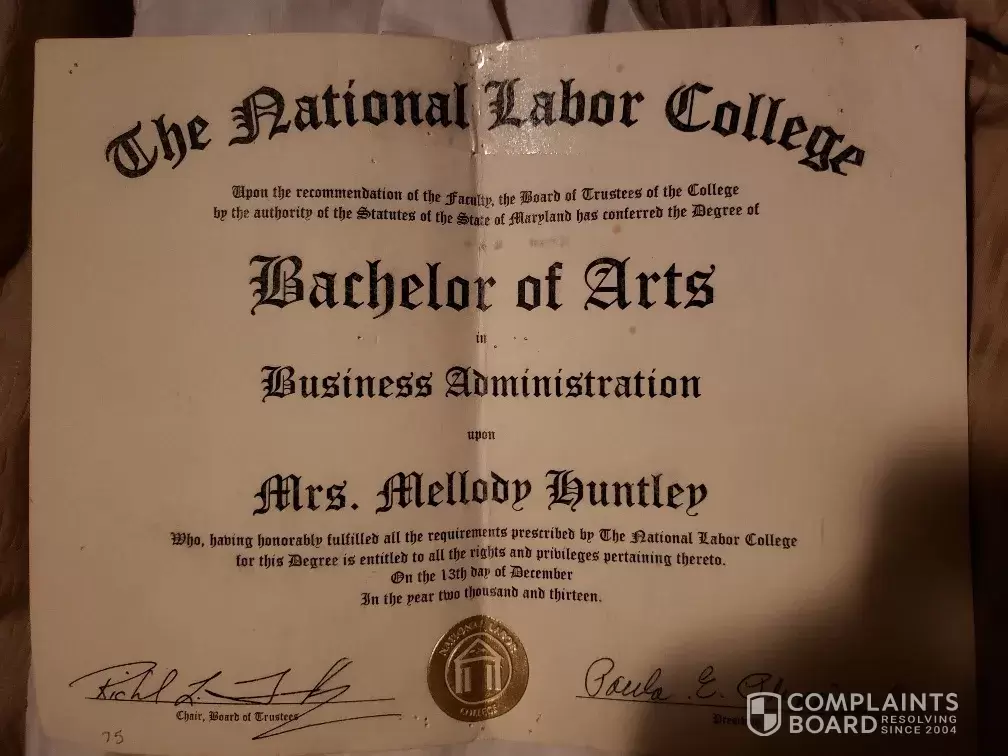 The National Labor College
Upon the recommendation of the Faculty, the Board of Trustees of the College
by the authority of the Statutes of the State of Maryland has conferred the Degree of
Bachelor of Arts
in
Business Administration
upon
Mrs. Mellody Huntley
Who, having honorably fulfilled all the requirements prescribed by The National Labor College
for this Degree is entitled to all the rights and privileges pertaining thereto.
On the 13th day of December
In the year two thousand and thirteen.
NATIONAL LABOR
COLLEGE
Paula E.
Chair, Board of Trustees
COMPLAINTS
BOARD RESOLVING
SINCE 2004
75